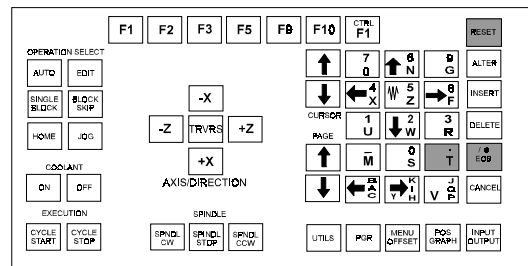 F1 F2 F3 F5 F9 F10 CTRL F1
RESET
OPERATION SELECT
AUTO EDIT
SINGLE BLOCK BLOCK SKIP
HOME JOG
COOLANT
ON OFF
EXECUTION
CYCLE START CYCLE STOP
-X
-Z TRVRS +Z
+X
AXIS/DIRECTION
SPINDLE
SPNDL CW SPINDL STOP SPNDL CCW
7 6 N 9 G
ALTER
4 X W 5 Z 8 F
INSERT
CURSOR
1 U 2 W 3 R
DELETE
PAGE
- M 0 S . T
/ # EOB
B A C K I Y H J Q P V
CANCEL
UTILS PGR MENU OFFSET POS GRAPH INPUT OUTPUT